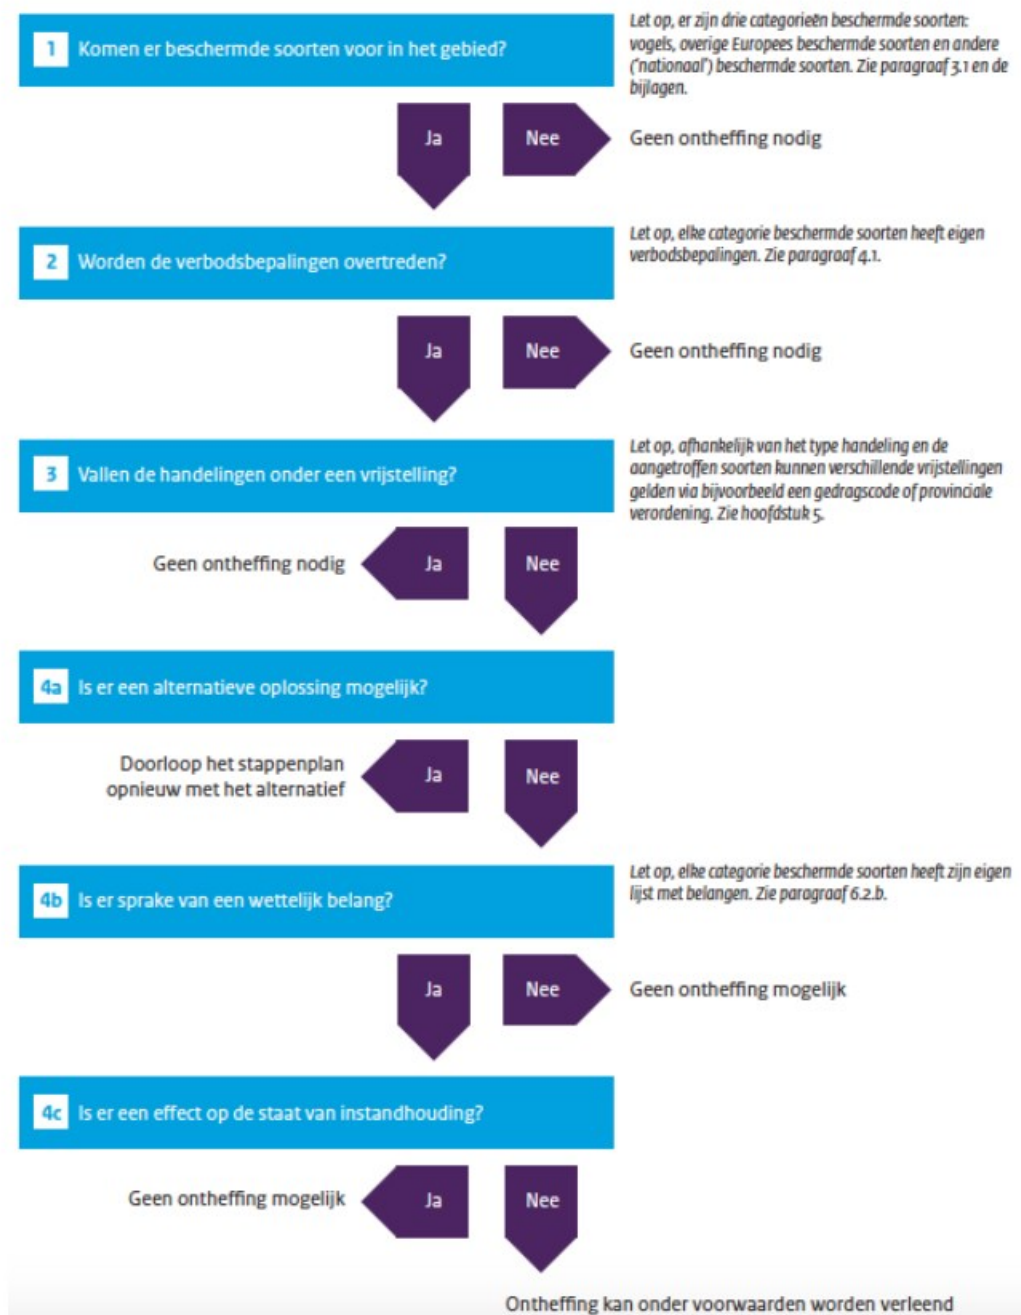 1 Komen er beschermde soorten voor in het gebied?
Let op, er zijn drie categorieën beschermde soorten:
vogels, overige Europees beschermde soorten en andere
('nationaal') beschermde soorten. Zie paragraaf 3.1 en de
bijlagen.
Ja
Nee
Geen ontheffing nodig
2 Worden de verbodsbepalingen overtreden?
Let op, elke categorie beschermde soorten heeft eigen
verbodsbepalingen. Zie paragraaf 4.1.
Ja
Nee
Geen ontheffing nodig
3 Vallen de handelingen onder een vrijstelling?
Let op, afhankelijk van het type handeling en de
aangetroffen soorten kunnen verschillende vrijstellingen
gelden via bijvoorbeeld een gedragscode of provinciale
verordening. Zie hoofdstuk 5.
Geen ontheffing nodig
Ja
Nee
4a Is er een alternatieve oplossing mogelijk?
Doorloop het stappenplan
opnieuw met het alternatief
Ja
Nee
4b Is er sprake van een wettelijk belang?
Let op, elke categorie beschermde soorten heeft zijn eigen
lijst met belangen. Zie paragraaf 6.2.b.
Ja
Nee
Geen ontheffing mogelijk
4c Is er een effect op de staat van instandhouding?
Geen ontheffing mogelijk
Ja
Nee
Ontheffing kan onder voorwaarden worden verleend